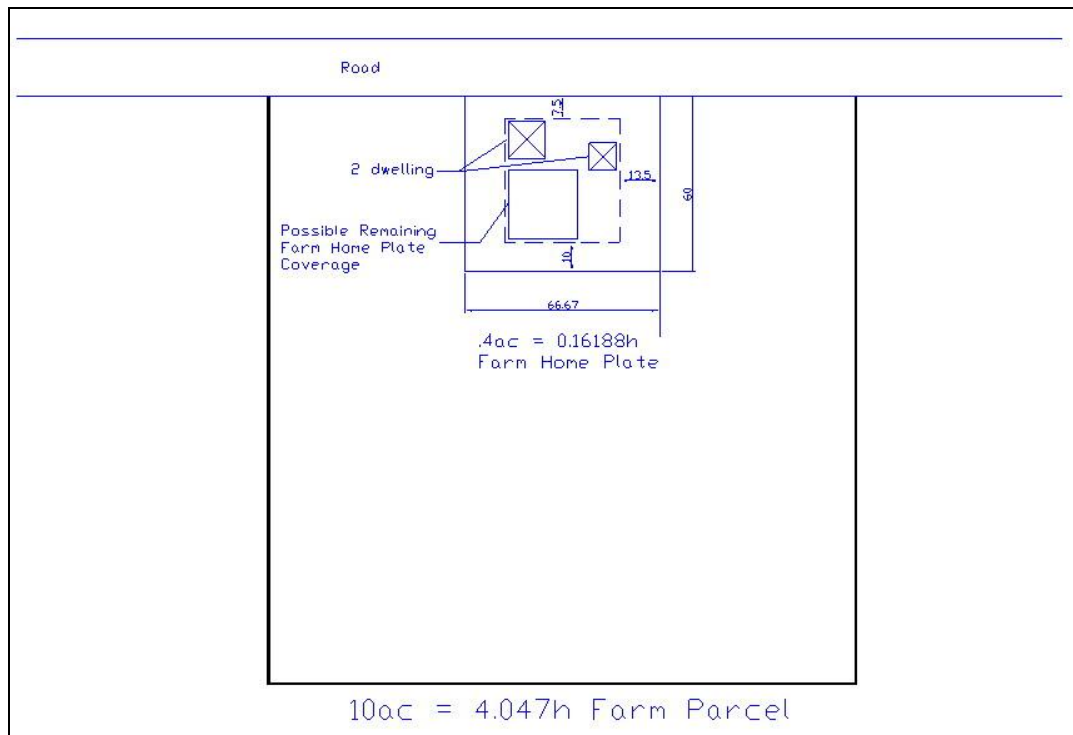 Road
7.5
2 dwelling
13.5
60
Possible Remaining
Farm Home Plate
Coverage
10
66.67
.4ac = 0.16188h
Farm Home Plate
10ac = 4.047h Farm Parcel